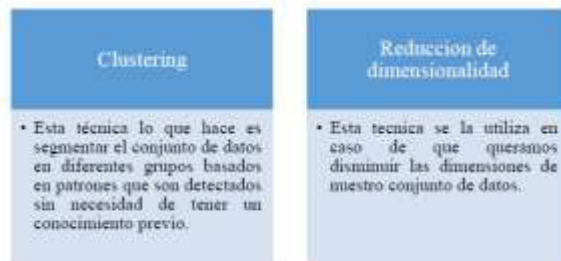 Clustering
• Esta técnica lo que hace es
segmentar el conjunto de datos
en diferentes grupos basados
en patrones que son detectados
sin necesidad de tener un
conocimiento previo.
Reduccion de
dimensionalidad
• Esta tecnica se la utiliza en
caso de que queramos
disminuir las dimensiones de
nuestro conjunto de datos.